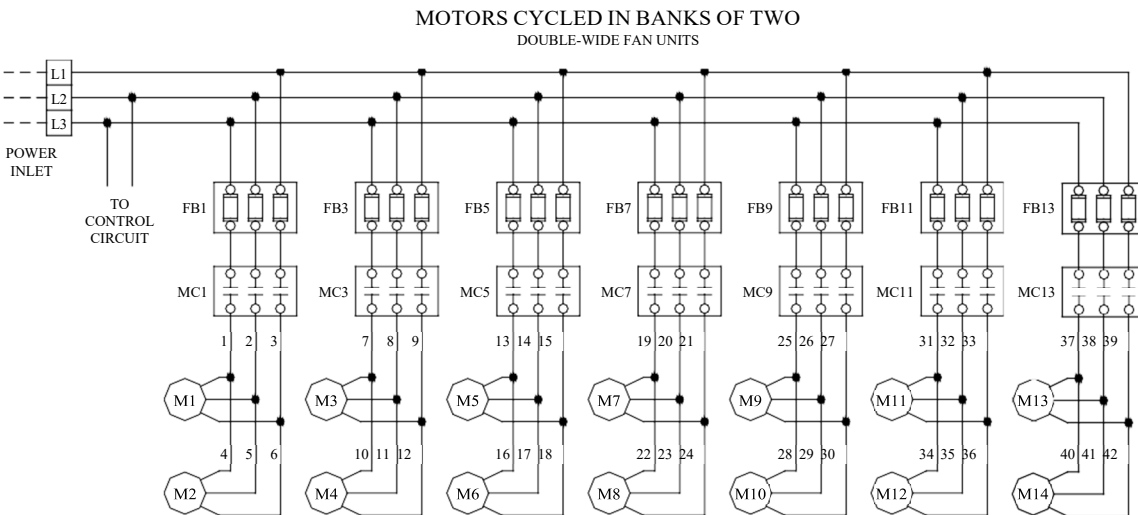 MOTORS CYCLED IN BANKS OF TWO
DOUBLE-WIDE FAN UNITS
L1
L2
L3
POWER
INLET
TO
CONTROL
CIRCUIT
FB1 FB3 FB5 FB7 FB9 FB11 FB13
MC1 MC3 MC5 MC7 MC9 MC11 MC13
1 2 3 7 8 9 13 14 15 19 20 21 25 26 27 31 32 33 37 38 39
M1 M3 M5 M7 M9 M11 M13
4 5 6 10 11 12 16 17 18 22 23 24 28 29 30 34 35 36 40 41 42
M2 M4 M6 M8 M10 M12 M14